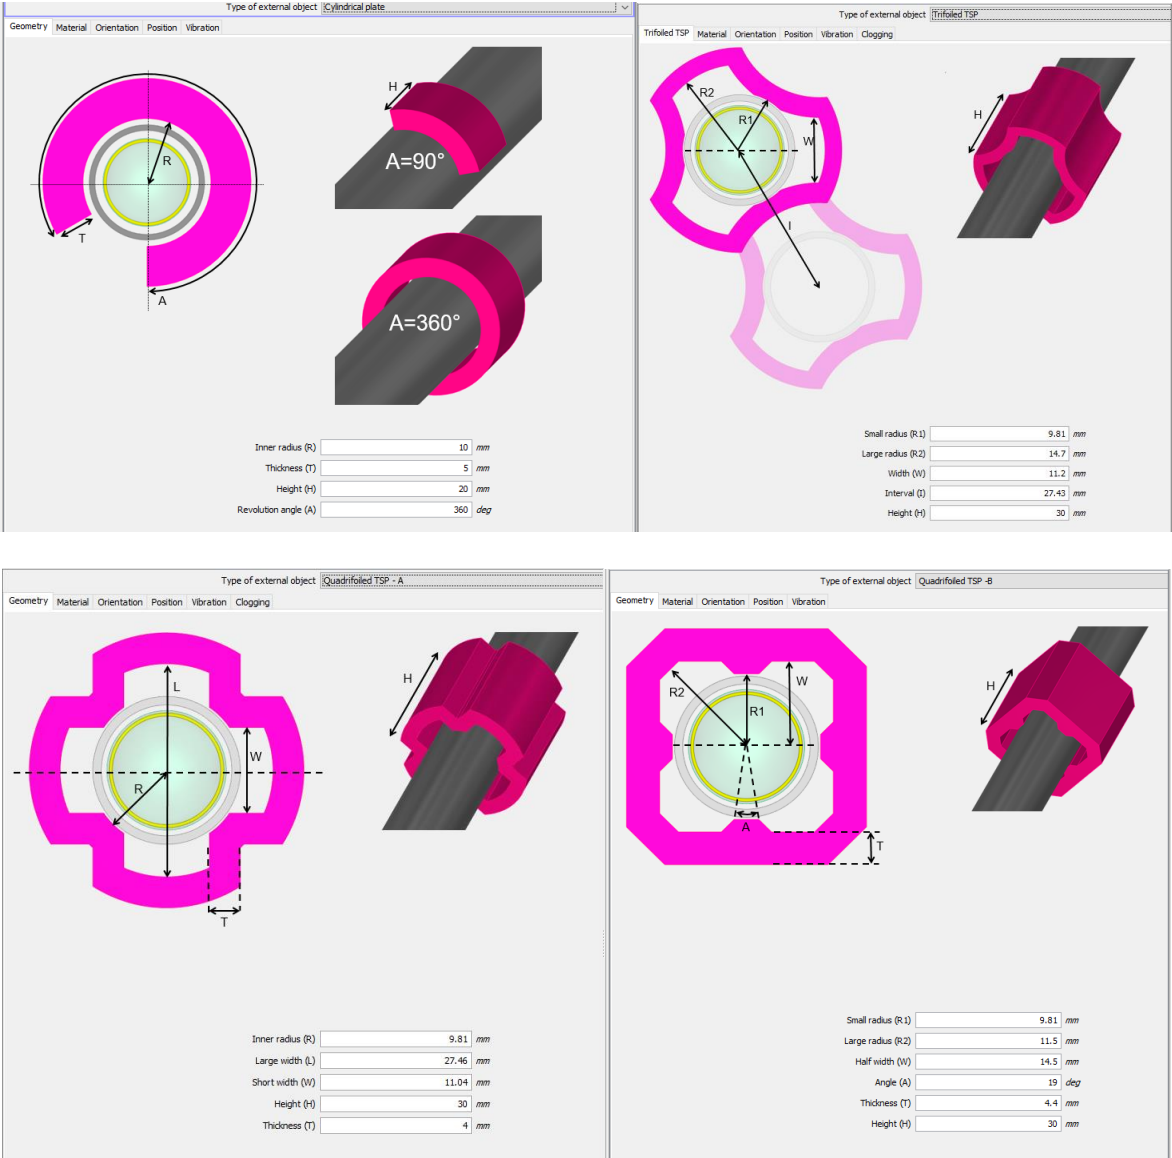 Type of external object Cylindrical plate
Geometry Material Orientation Position Vibration
H
R
A=90°
T
A
A=360°
Inner radius (R) 10 mm
Thickness (T) 5 mm
Height (H) 20 mm
Revolution angle (A) 360 deg
Type of external object Trifoiled TSP
Trifoiled TSP Material Orientation Position Vibration Clogging
R2
R1
W
H
I
Small radius (R1) 9.81 mm
Large radius (R2) 14.7 mm
Width (W) 11.2 mm
Interval (I) 27.43 mm
Height (H) 30 mm
Type of external object Quadrifoiled TSP - A
Geometry Material Orientation Position Vibration Clogging
L
H
W
R
T
Inner radius (R) 9.81 mm
Large width (L) 27.46 mm
Short width (W) 11.04 mm
Height (H) 30 mm
Thickness (T) 4 mm
Type of external object Quadrifoiled TSP -B
Geometry Material Orientation Position Vibration
R2
W
H
R1
A
T
Small radius (R1) 9.81 mm
Large radius (R2) 11.5 mm
Half width (W) 14.5 mm
Angle (A) 19 deg
Thickness (T) 4.4 mm
Height (H) 30 mm